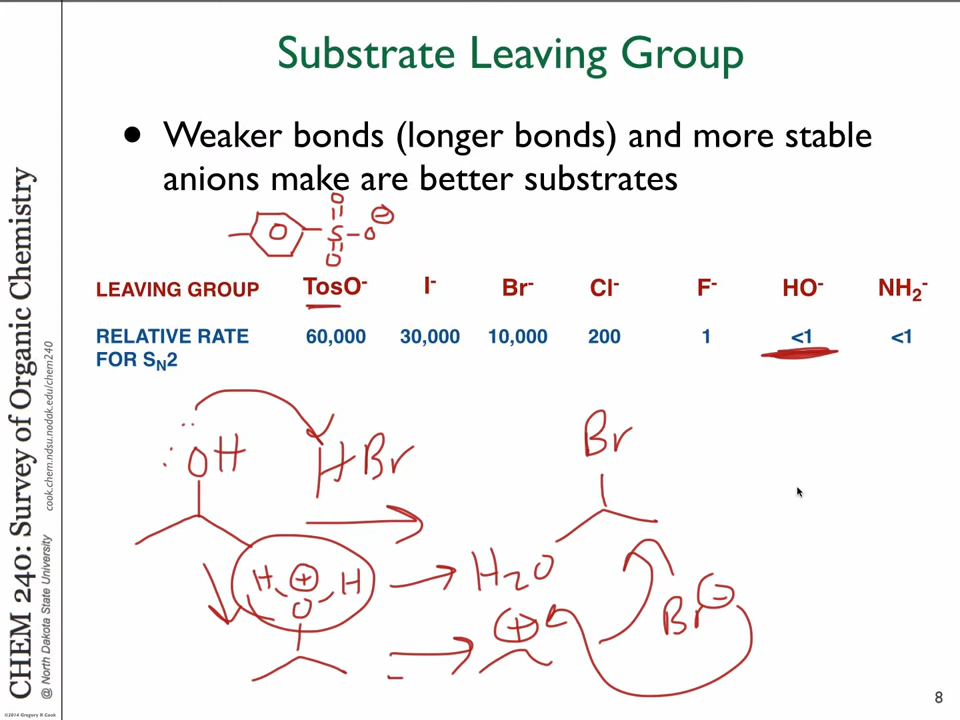 Substrate Leaving Group
• Weaker bonds (longer bonds) and more stable
anions make are better substrates
O
S-O⊖
O
O
LEAVING GROUP TosO⁻ I⁻ Br⁻ Cl⁻ F⁻ HO⁻ NH₂⁻
RELATIVE RATE 60,000 30,000 10,000 200 1 <1 <1
FOR SN2
:OH HBr Br
H ⊕ H
O
H2O
⊕
Br⊖
CHEM 240: Survey of Organic Chemistry
@ North Dakota State University cook.chem.ndsu.nodak.edu/chem240
©2014 Gregory R Cook
8